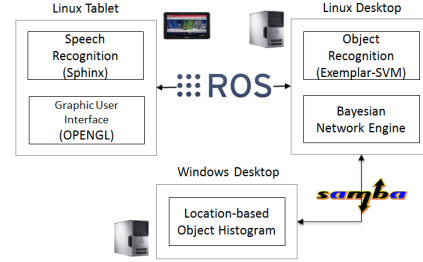 Linux Tablet
Linux Desktop
Speech
Recognition
(Sphinx)
Graphic User
Interface
(OPENGL)
ROS
Object
Recognition
(Exemplar-SVM)
Bayesian
Network Engine
samba
Windows Desktop
Location-based
Object Histogram